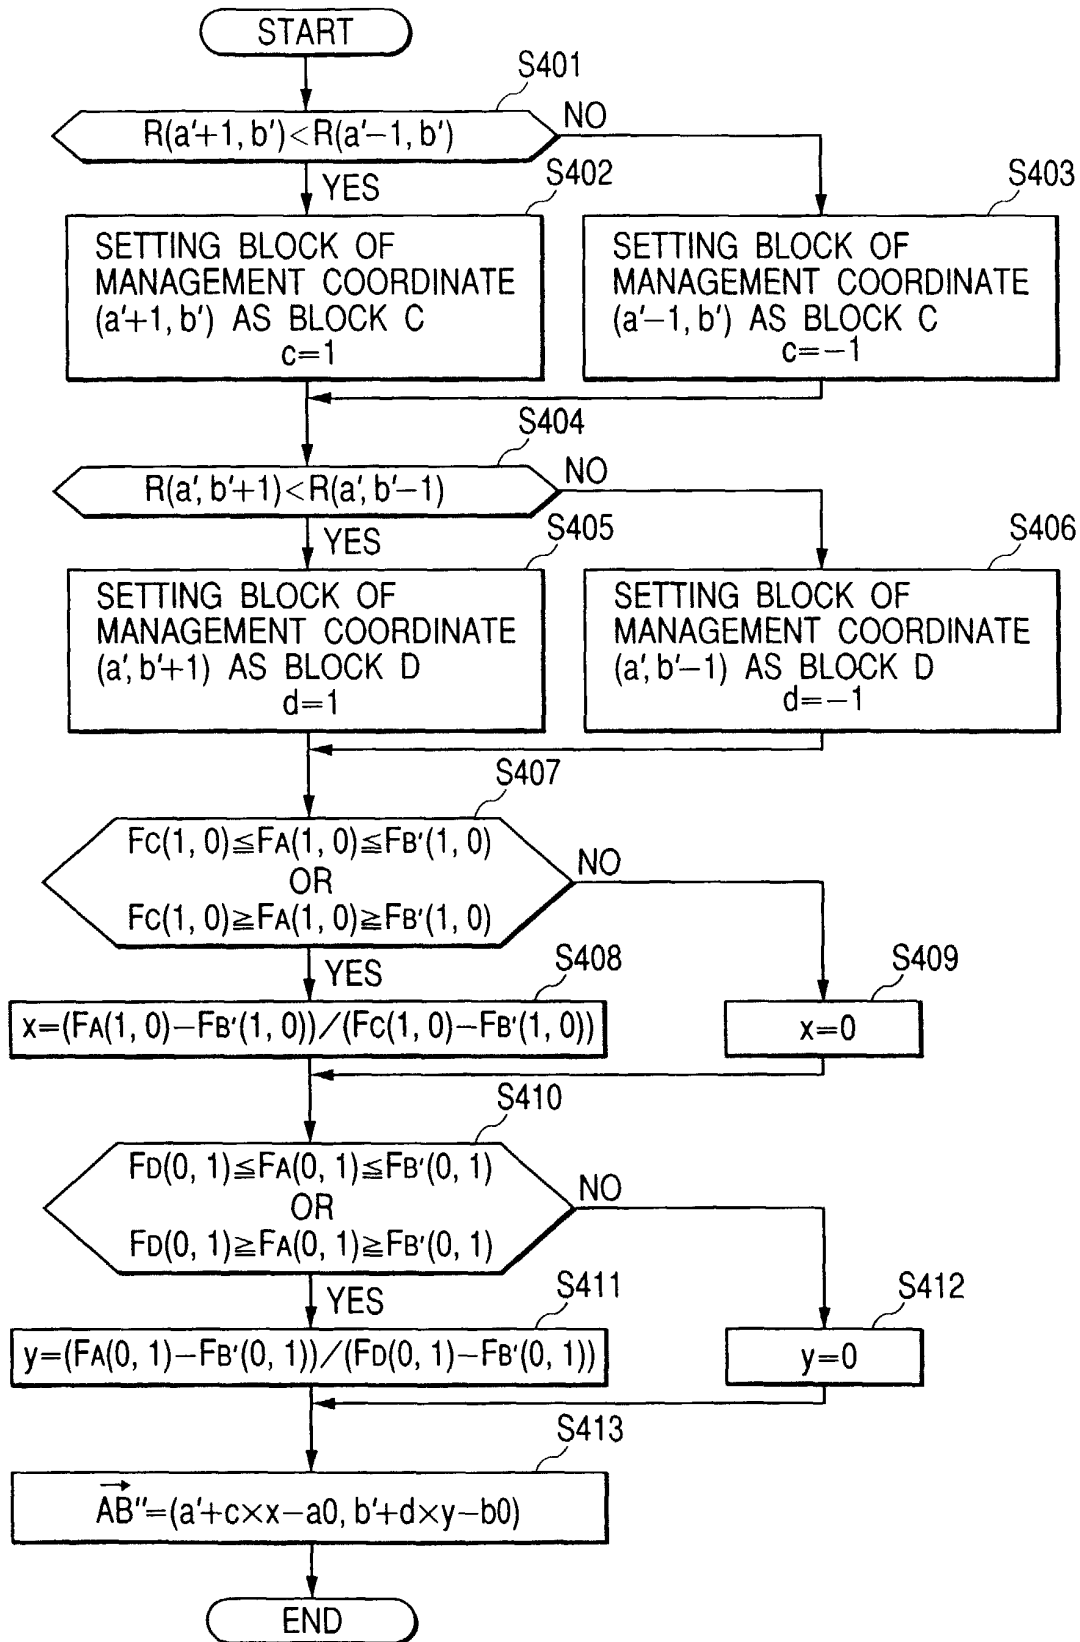 START
S401
R(a'+1, b')<R(a'-1, b')
NO
YES
S402
SETTING BLOCK OF
MANAGEMENT COORDINATE
(a'+1, b') AS BLOCK C
c=1
S403
SETTING BLOCK OF
MANAGEMENT COORDINATE
(a'-1, b') AS BLOCK C
c=-1
S404
R(a', b'+1)<R(a', b'-1)
NO
YES
S405
SETTING BLOCK OF
MANAGEMENT COORDINATE
(a', b'+1) AS BLOCK D
d=1
S406
SETTING BLOCK OF
MANAGEMENT COORDINATE
(a', b'-1) AS BLOCK D
d=-1
S407
FC(1, 0)≦FA(1, 0)≦FB'(1, 0)
OR
FC(1, 0)≧FA(1, 0)≧FB'(1, 0)
NO
YES
S408
x=(FA(1, 0)-FB'(1, 0))/(FC(1, 0)-FB'(1, 0))
S409
x=0
S410
FD(0, 1)≦FA(0, 1)≦FB'(0, 1)
OR
FD(0, 1)≧FA(0, 1)≧FB'(0, 1)
NO
YES
S411
y=(FA(0, 1)-FB'(0, 1))/(FD(0, 1)-FB'(0, 1))
S412
y=0
S413
AB"=(a'+c×x-a0, b'+d×y-b0)
END